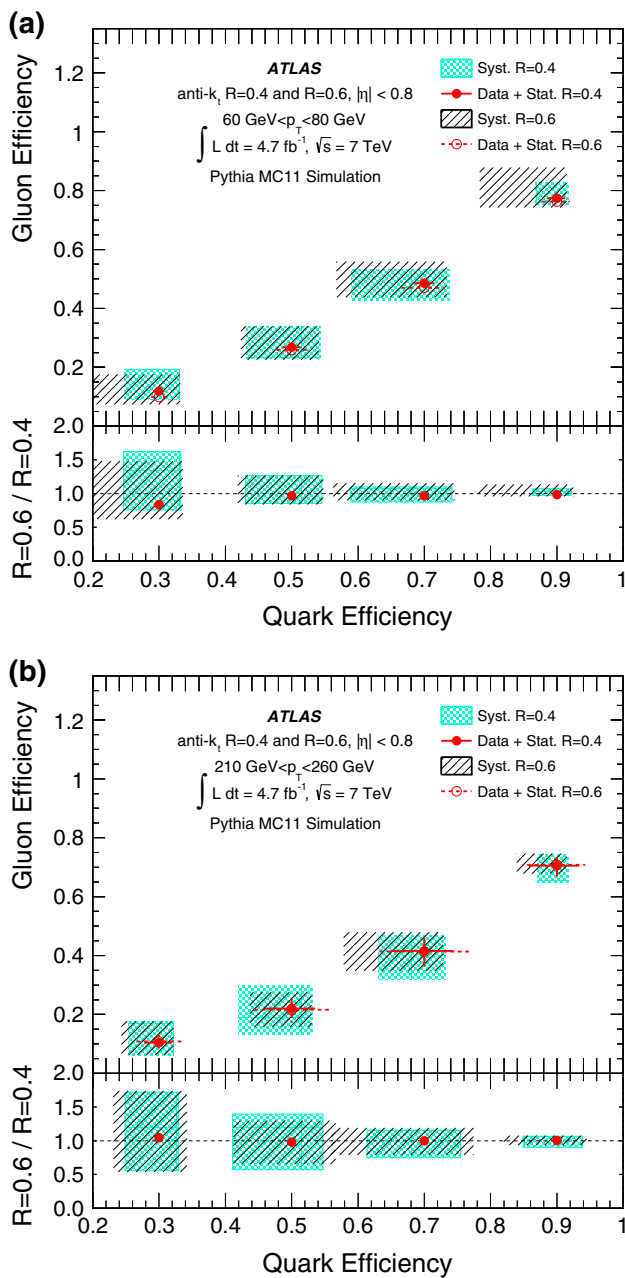 (a)
Gluon Efficiency
1.2
1
0.8
0.6
0.4
0.2
ATLAS
anti-kt R=0.4 and R=0.6, |η| < 0.8
60 GeV<pT<80 GeV
∫ L dt = 4.7 fb-1, √s = 7 TeV
Pythia MC11 Simulation
Syst. R=0.4
Data + Stat. R=0.4
Syst. R=0.6
Data + Stat. R=0.6
R=0.6 / R=0.4
2.0
1.5
1.0
0.5
0.0
0.2 0.3 0.4 0.5 0.6 0.7 0.8 0.9 1
Quark Efficiency
(b)
Gluon Efficiency
1.2
1
0.8
0.6
0.4
0.2
ATLAS
anti-kt R=0.4 and R=0.6, |η| < 0.8
210 GeV<pT<260 GeV
∫ L dt = 4.7 fb-1, √s = 7 TeV
Pythia MC11 Simulation
Syst. R=0.4
Data + Stat. R=0.4
Syst. R=0.6
Data + Stat. R=0.6
R=0.6 / R=0.4
2.0
1.5
1.0
0.5
0.0
0.2 0.3 0.4 0.5 0.6 0.7 0.8 0.9 1
Quark Efficiency